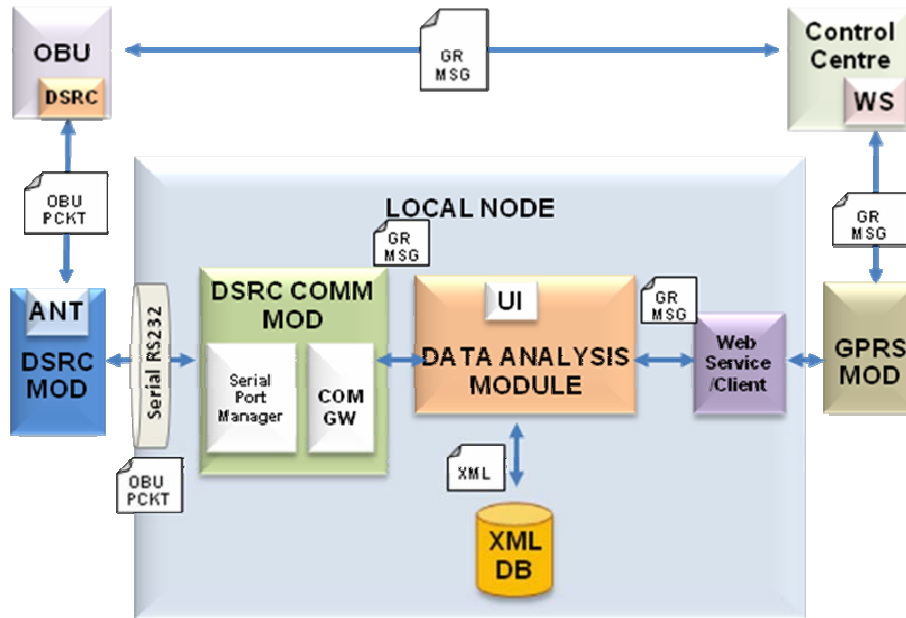 OBU
DSRC
GR
MSG
Control
Centre
WS
OBU
PCKT
GR
MSG
LOCAL NODE
GR
MSG
ANT
DSRC
MOD
Serial RS232
DSRC COMM
MOD
Serial
Port
Manager
COM
GW
UI
DATA ANALYSIS
MODULE
GR
MSG
Web
Service
/Client
GPRS
MOD
OBU
PCKT
XML
XML
DB